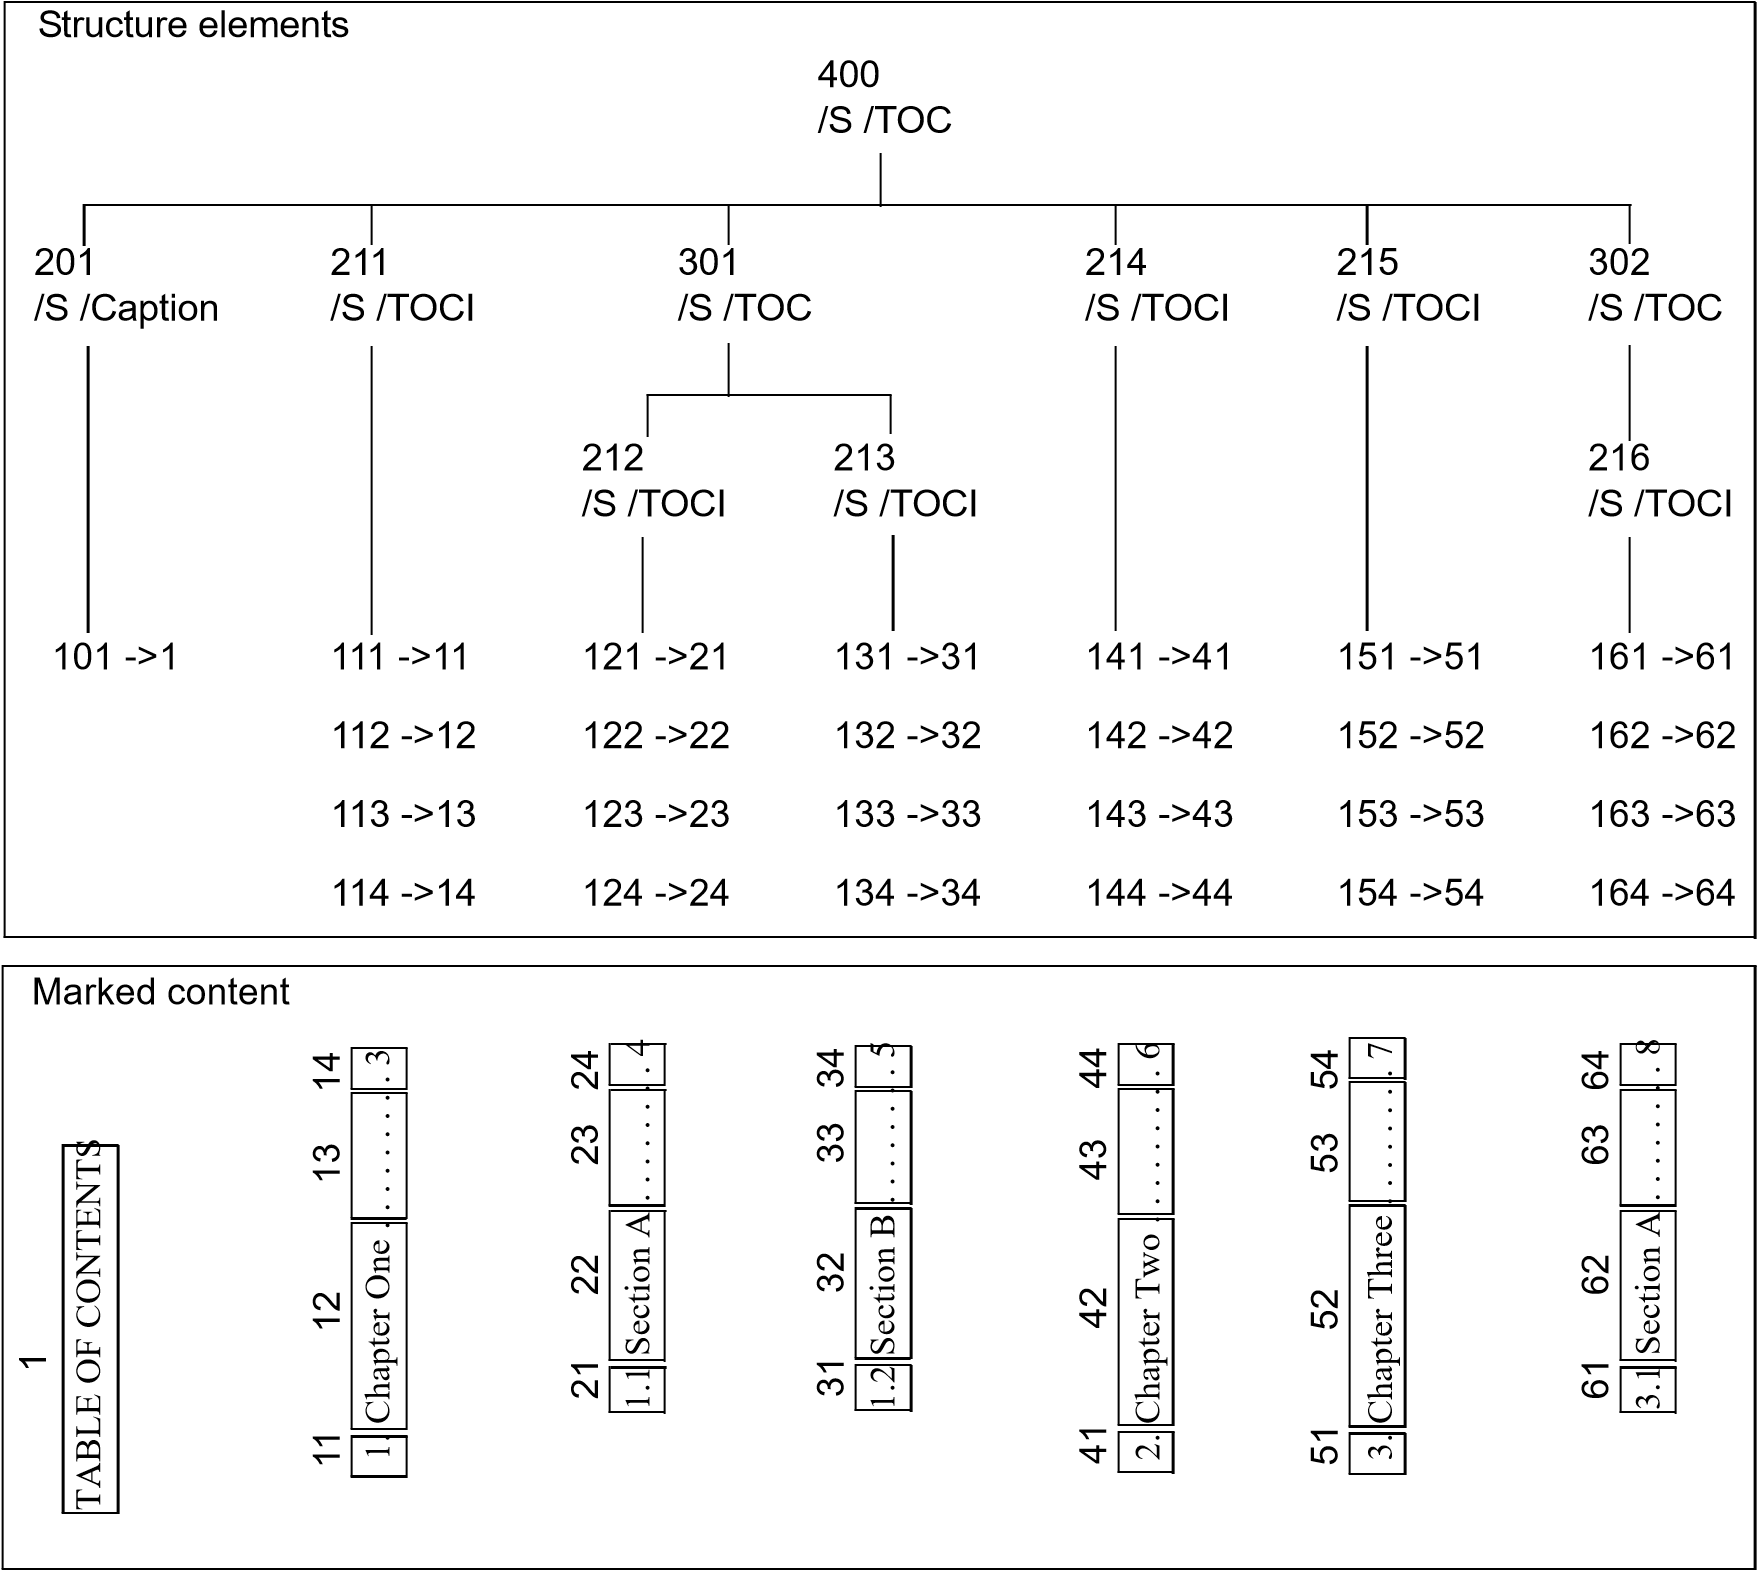 Structure elements
400
/S /TOC
201 211 301 214 215 302
/S /Caption /S /TOCI /S /TOC /S /TOCI /S /TOCI /S /TOC
212 213 216
/S /TOCI /S /TOCI /S /TOCI
101 ->1 111 ->11 121 ->21 131 ->31 141 ->41 151 ->51 161 ->61
112 ->12 122 ->22 132 ->32 142 ->42 152 ->52 162 ->62
113 ->13 123 ->23 133 ->33 143 ->43 153 ->53 163 ->63
114 ->14 124 ->24 134 ->34 144 ->44 154 ->54 164 ->64
Marked content
1
TABLE OF CONTENTS
11 12 13 14
1. Chapter One . . . . . . . . 3
21 22 23 24
1.1 Section A . . . . . . . 4
31 32 33 34
1.2 Section B . . . . . . . 5
41 42 43 44
2. Chapter Two . . . . . . . . 6
51 52 53 54
3. Chapter Three . . . . . . . 7
61 62 63 64
3.1 Section A . . . . . . . 8